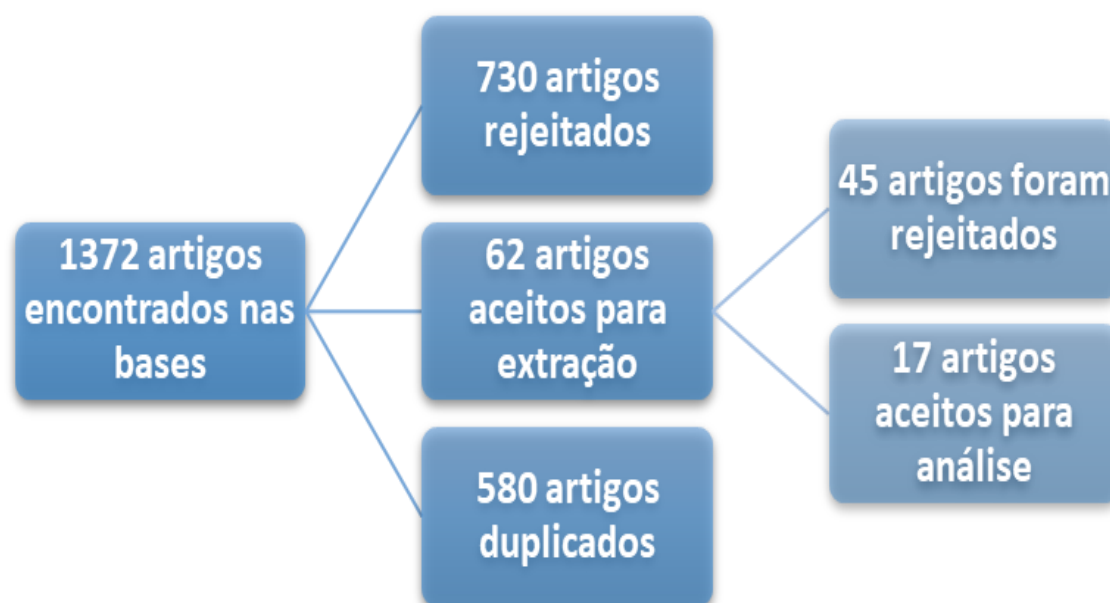 1372 artigos
encontrados nas
bases
730 artigos
rejeitados
62 artigos
aceitos para
extração
580 artigos
duplicados
45 artigos foram
rejeitados
17 artigos
aceitos para
análise